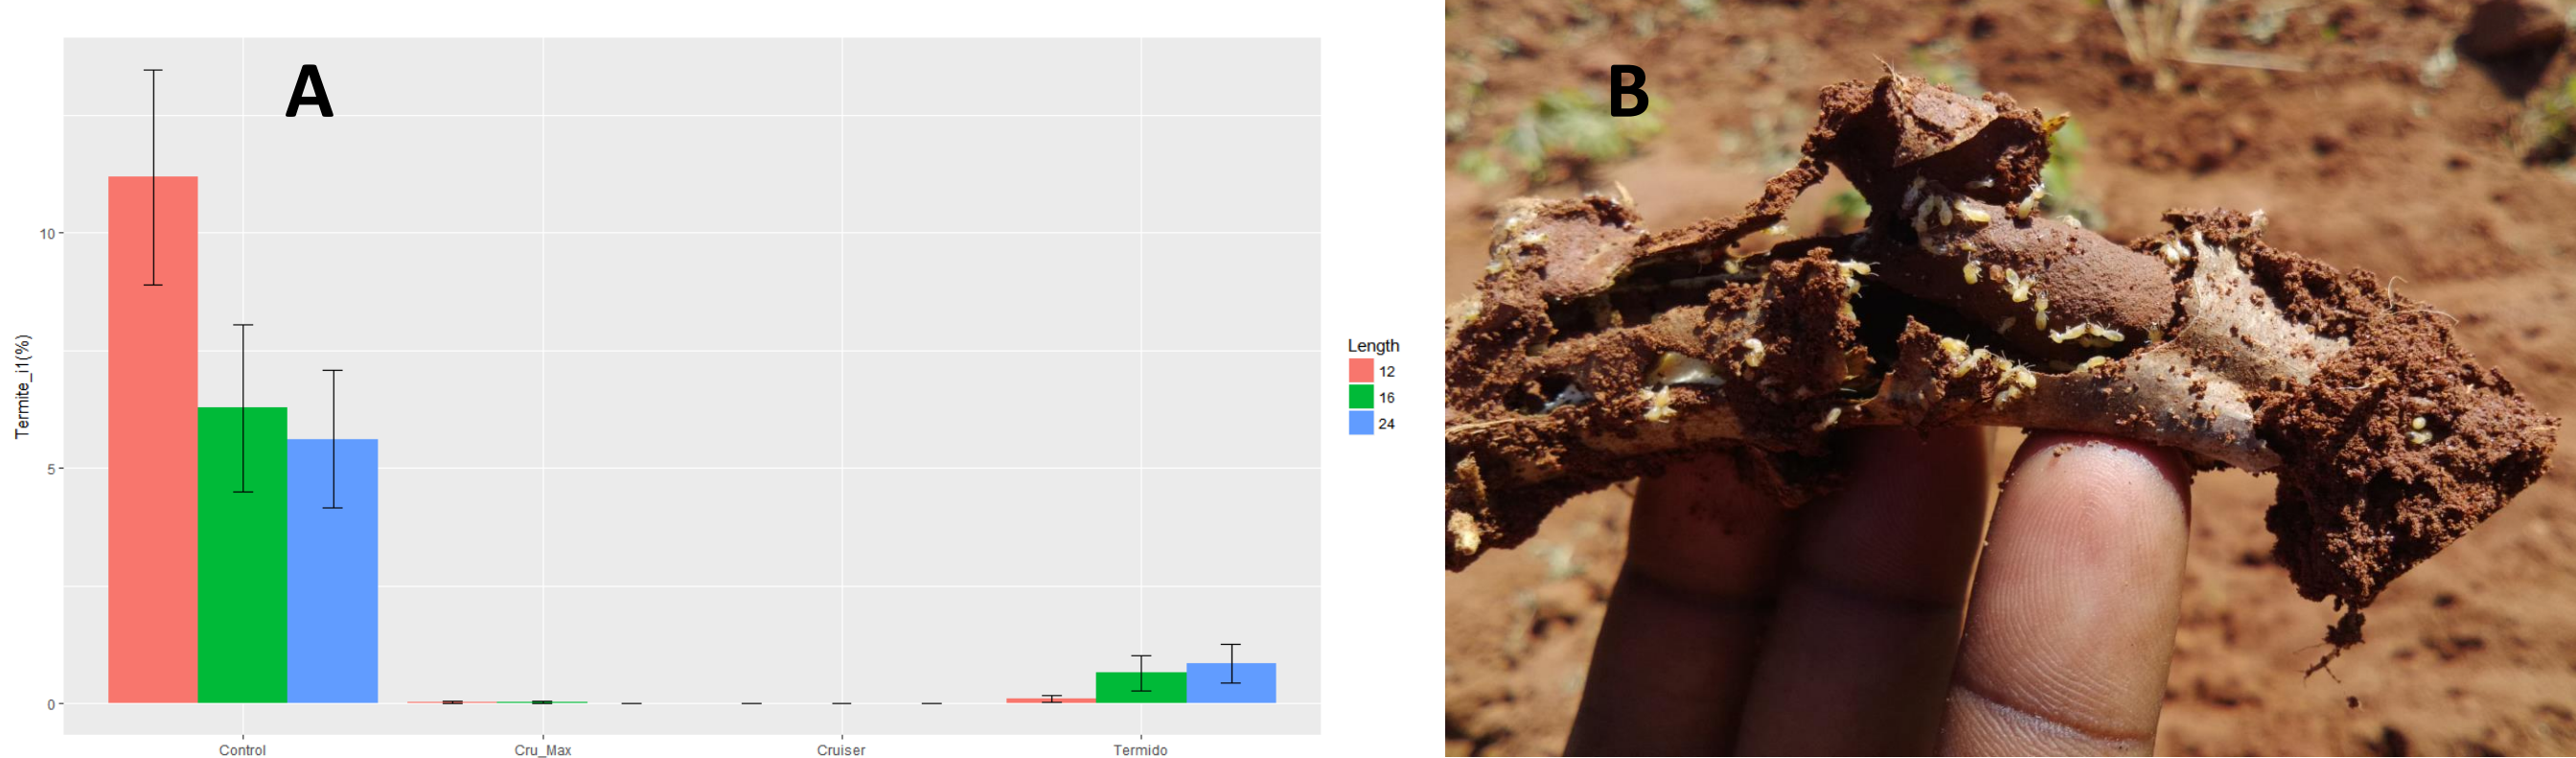 A
B
Termite_i1(%)
10
5
0
Control
Cru_Max
Cruiser
Termido
Length
12
16
24